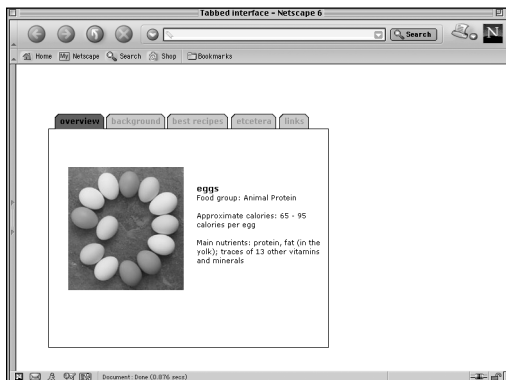 Tabbed interface - Netscape 6
Search
N
Home My Netscape Search Shop Bookmarks
overview background best recipes etcetera links
eggs
Food group: Animal Protein
Approximate calories: 65 - 95
calories per egg
Main nutrients: protein, fat (in the
yolk); traces of 13 other vitamins
and minerals
Document: Done (0.876 secs)